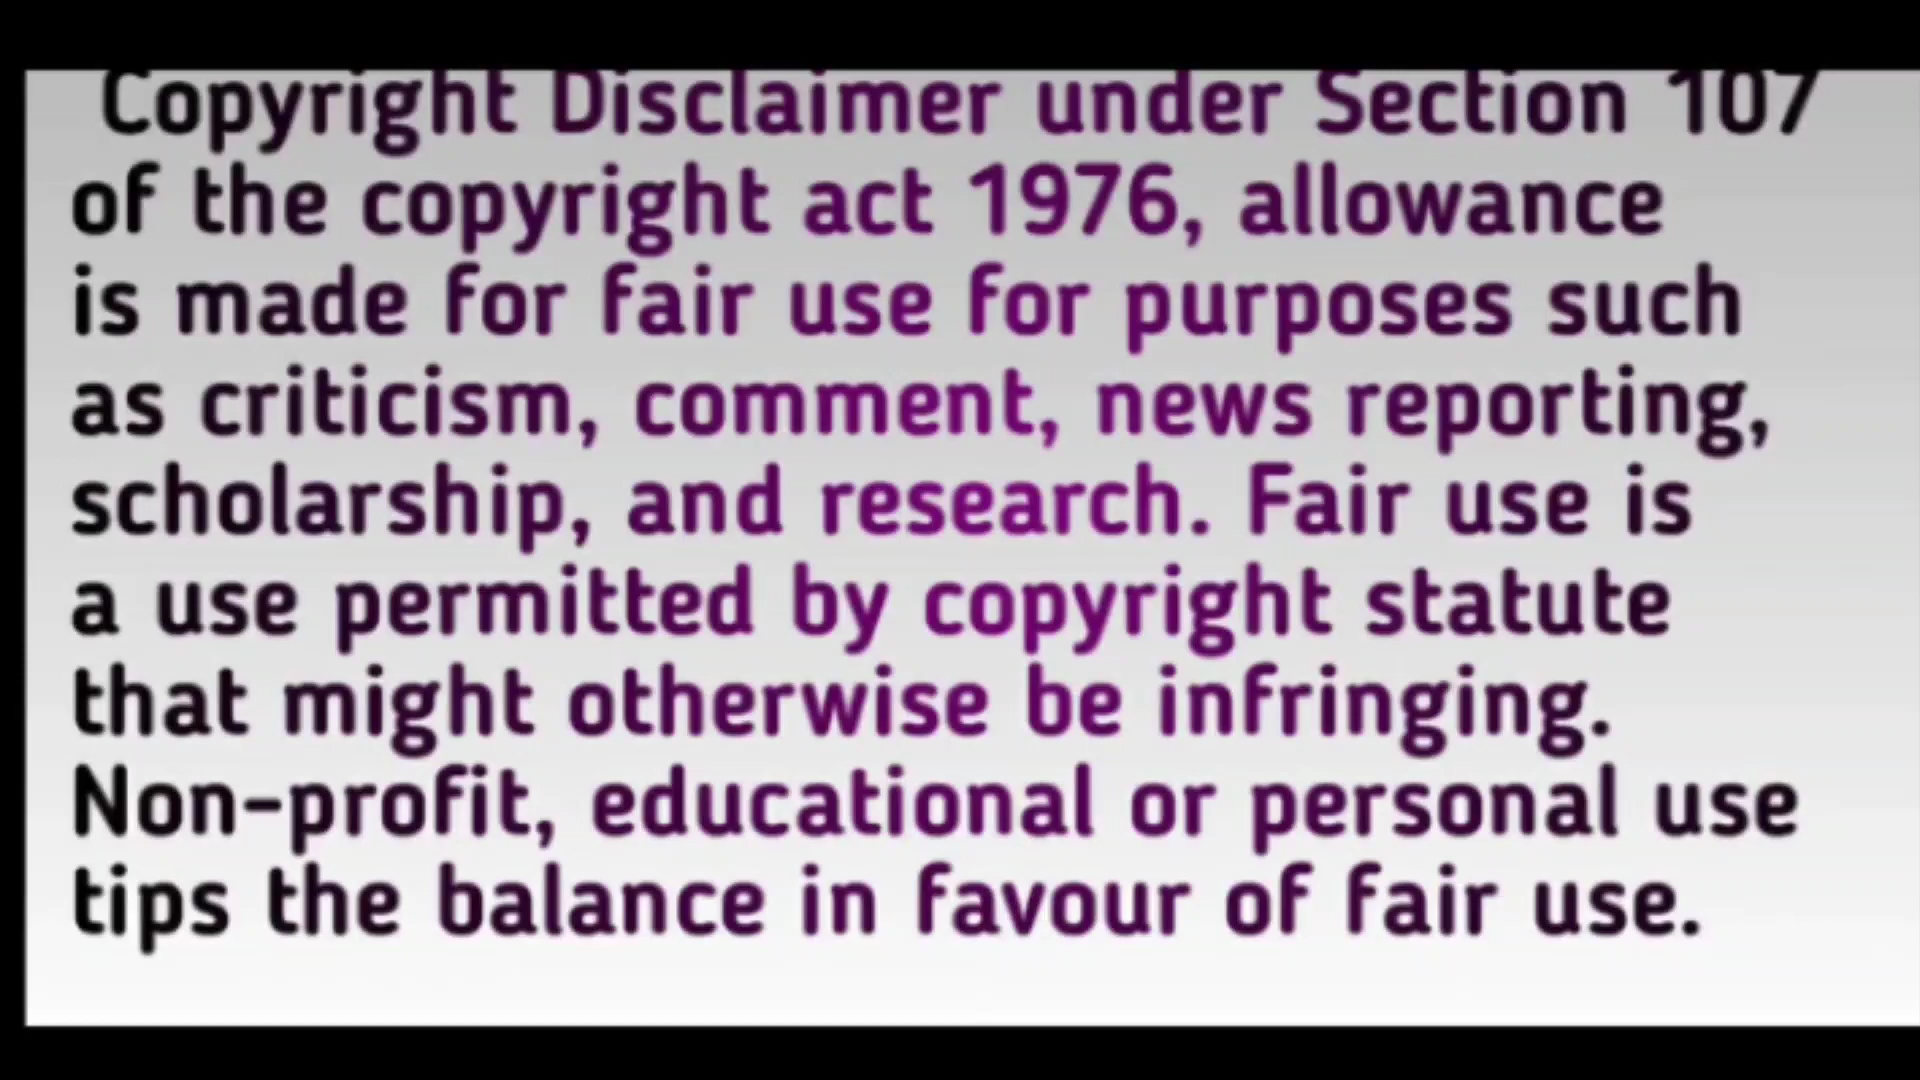 Copyright Disclaimer under Section 107
of the copyright act 1976, allowance
is made for fair use for purposes such
as criticism, comment, news reporting,
scholarship, and research. Fair use is
a use permitted by copyright statute
that might otherwise be infringing.
Non-profit, educational or personal use
tips the balance in favour of fair use.